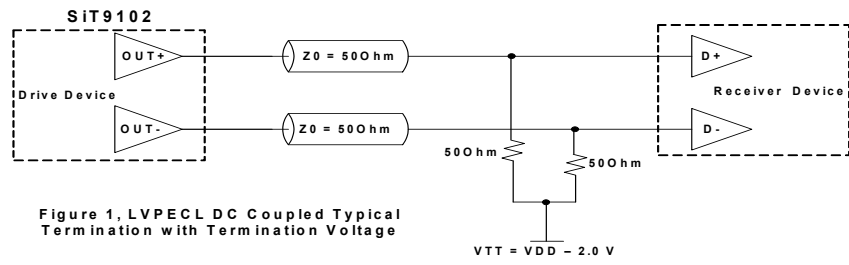 SiT9102
OUT+
Z0 = 50Ohm
D+
Drive Device
Receiver Device
OUT-
Z0 = 50Ohm
D-
50Ohm
50Ohm
Figure 1, LVPECL DC Coupled Typical
Termination with Termination Voltage
VTT = VDD – 2.0 V